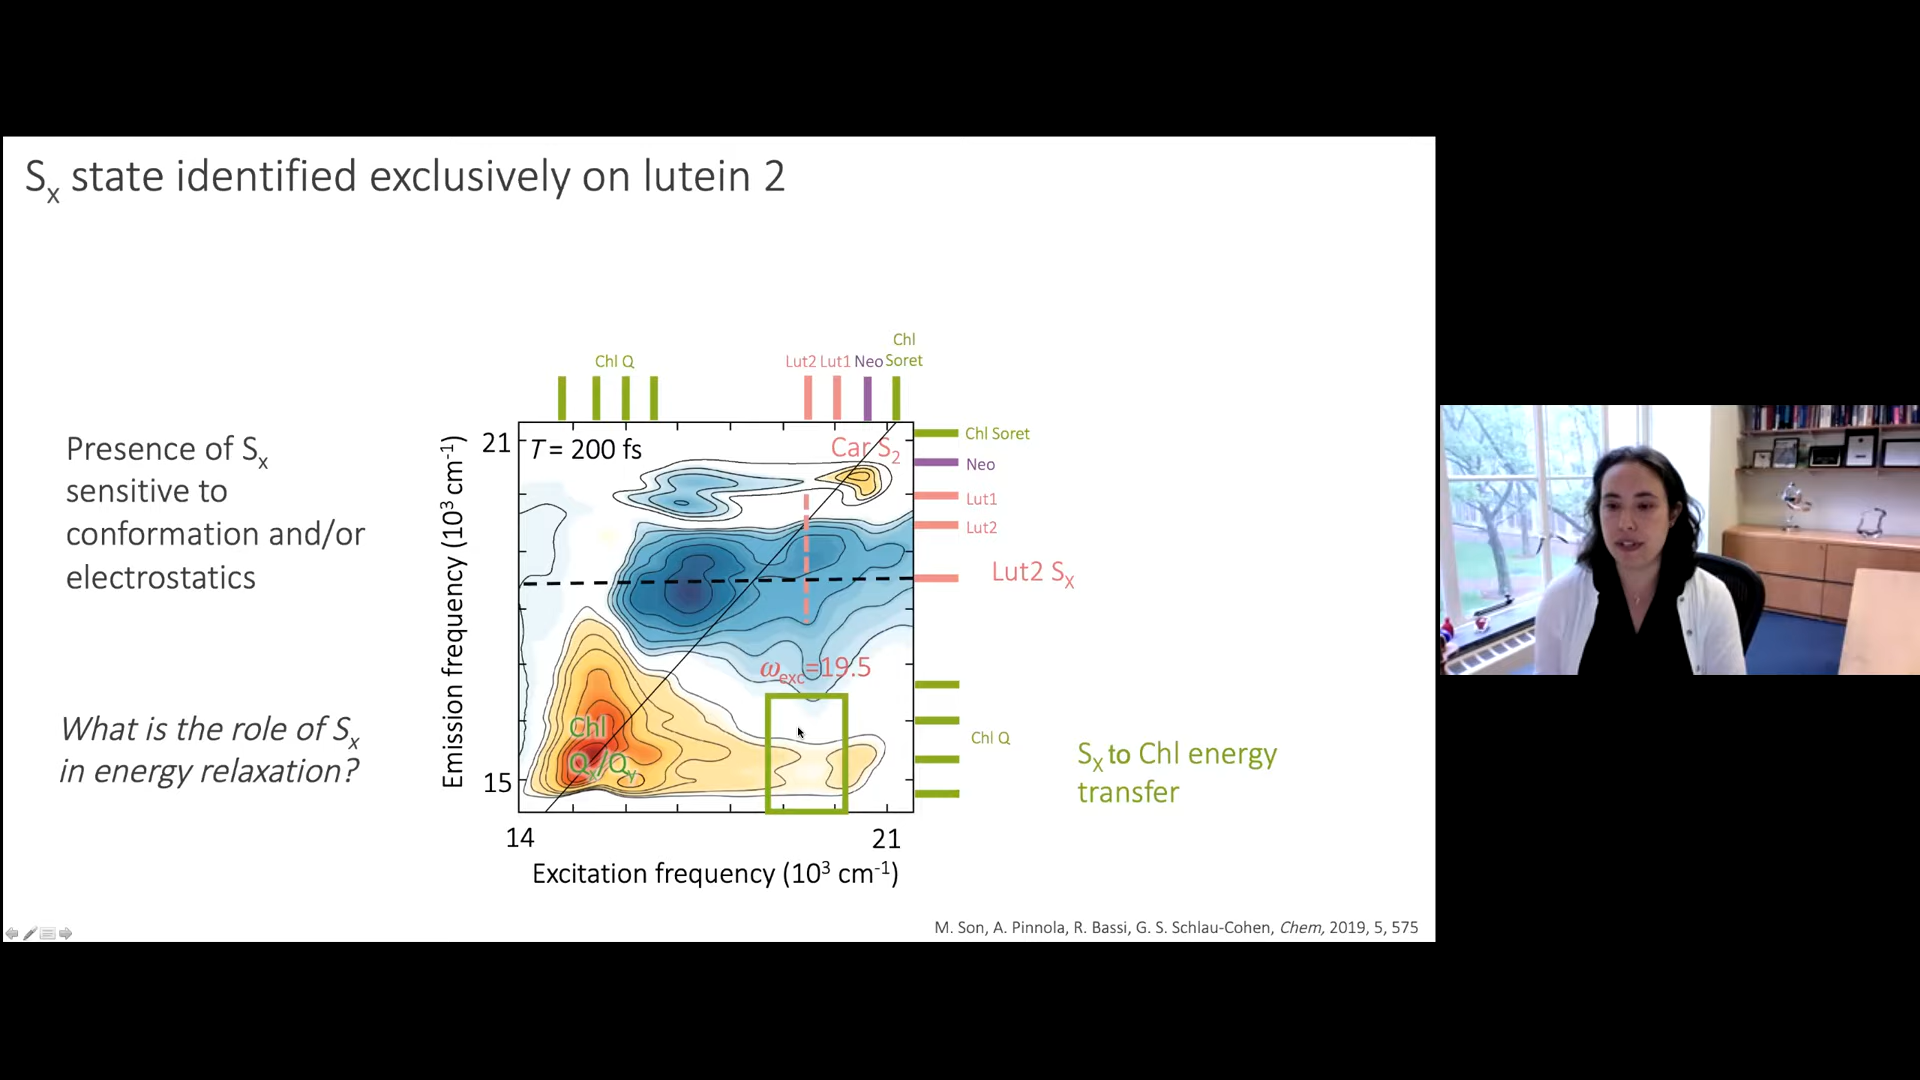 Sx state identified exclusively on lutein 2
Chl
Chl Q
Lut2 Lut1 Neo Soret
Presence of Sx
sensitive to
conformation and/or
electrostatics
What is the role of Sx
in energy relaxation?
Emission frequency (10³ cm⁻¹)
21
15
T = 200 fs
Car S₂
ωexc=19.5
Chl
Qx/Qy
14
21
Excitation frequency (10³ cm⁻¹)
Chl Soret
Neo
Lut1
Lut2
Lut2 Sx
Chl Q
Sx to Chl energy
transfer
M. Son, A. Pinnola, R. Bassi, G. S. Schlau-Cohen, Chem, 2019, 5, 575